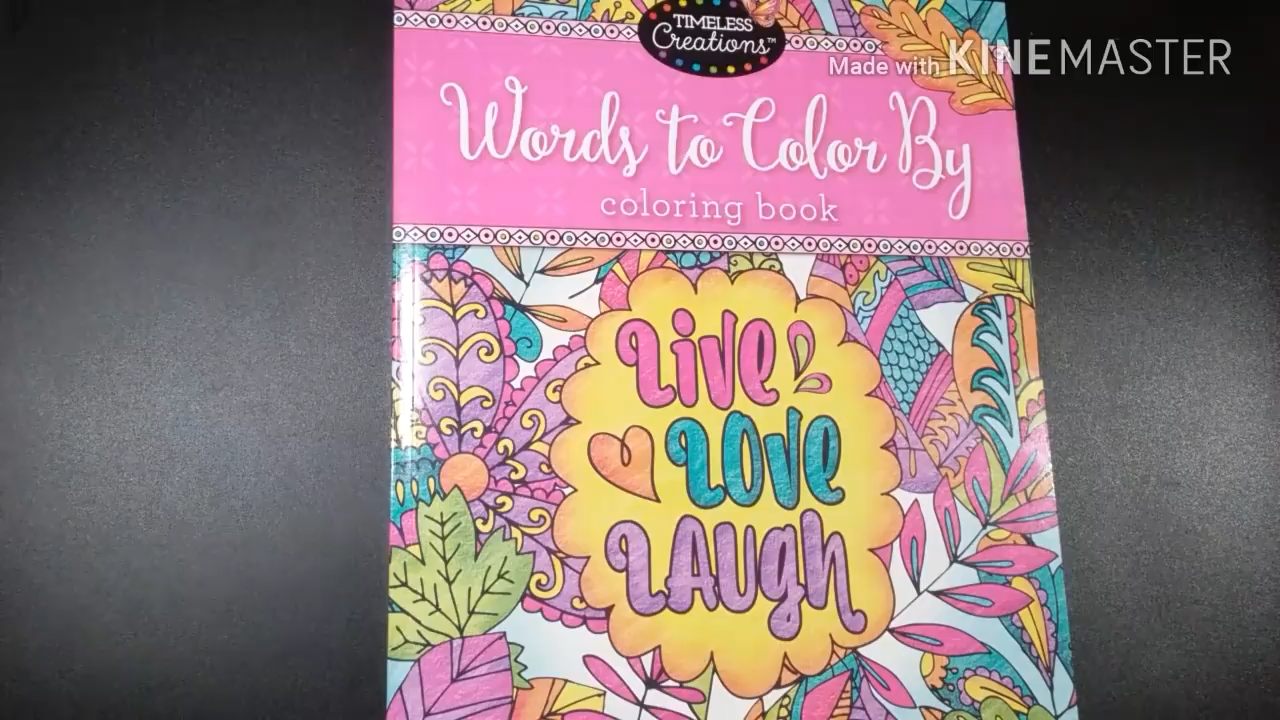 TIMELESS
Creations™
Made with KINEMASTER
Words to Color By
coloring book
Live
LOVE
LAUgh